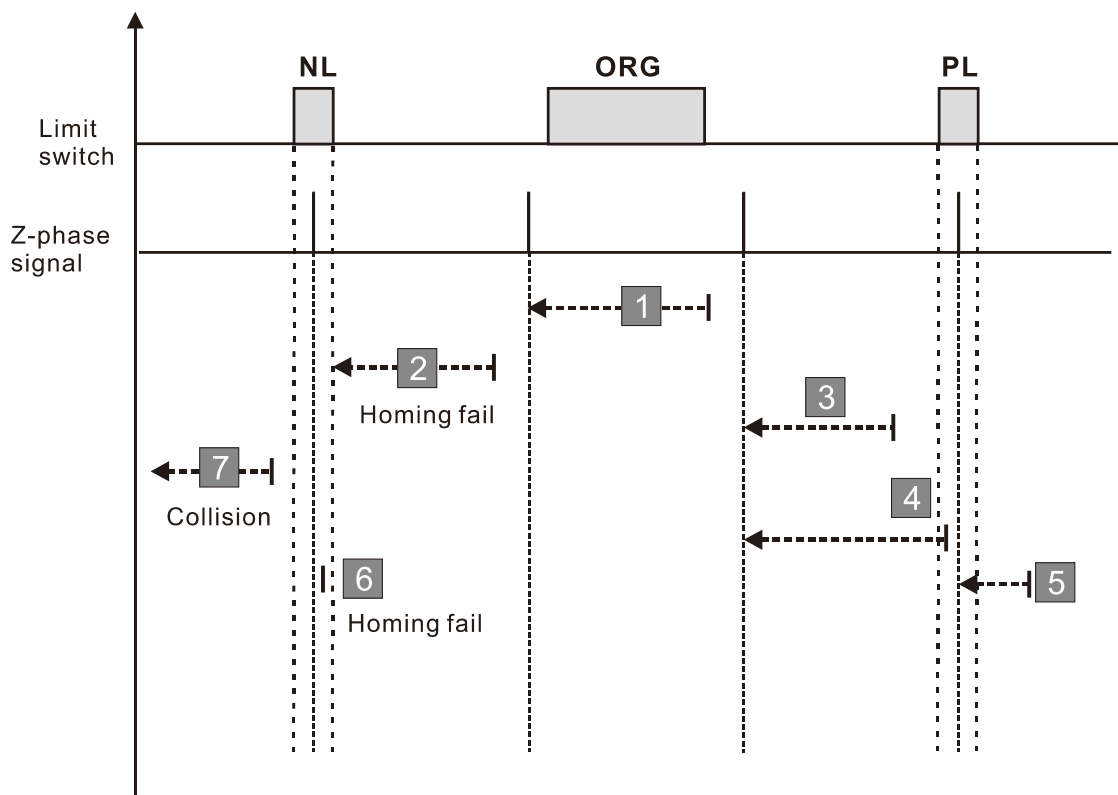 NL
ORG
PL
Limit
switch
Z-phase
signal
1
2
Homing fail
3
7
Collision
4
6
5
Homing fail